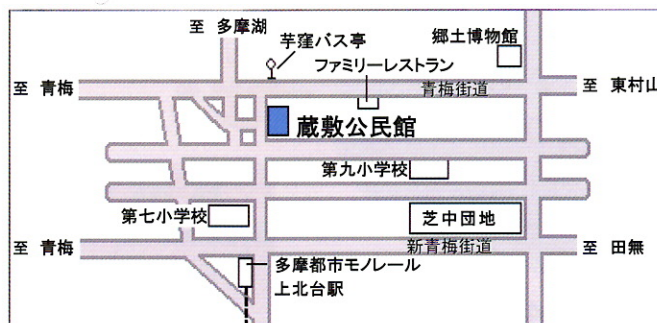 至 多摩湖
芋窪バス亭
郷土博物館
ファミリーレストラン
至 青梅
青梅街道
至 東村山
蔵敷公民館
第九小学校
第七小学校
芝中団地
至 青梅
新青梅街道
至 田無
多摩都市モノレール
上北台駅